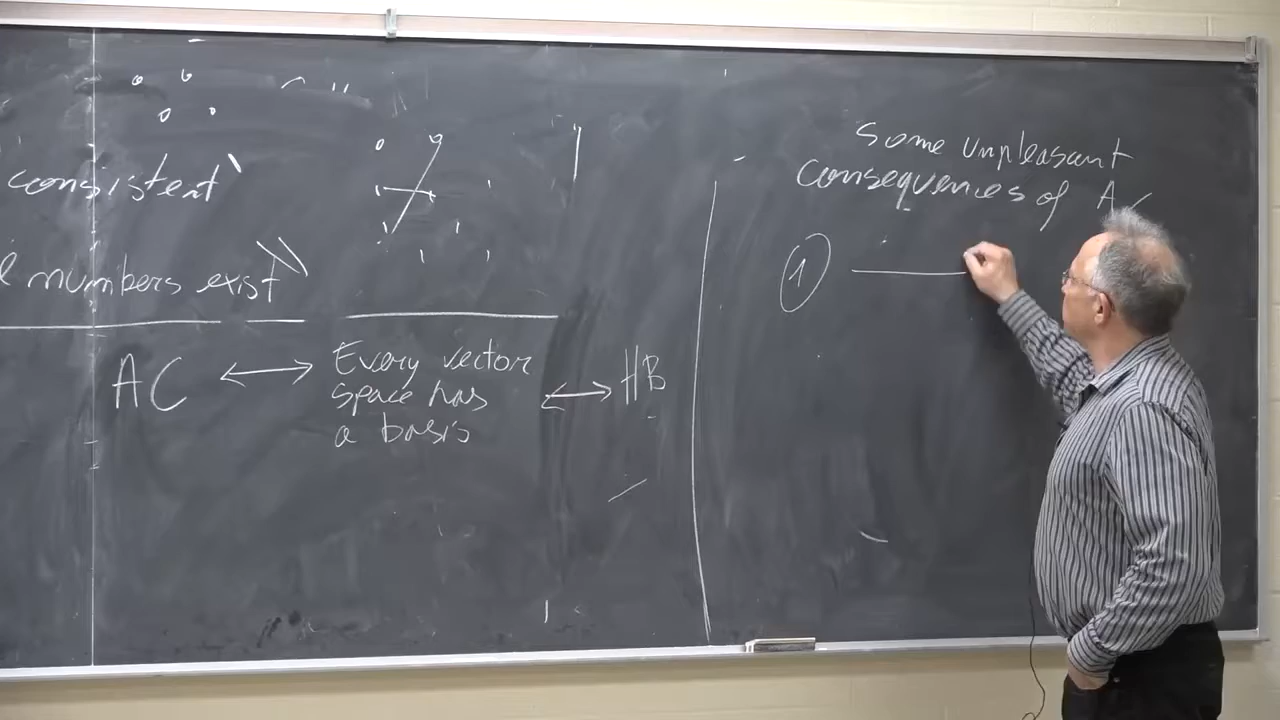 consistent"
numbers exist"
AC ↔ Every vector
space has
a basis
↔ HB
Some unpleasant
consequences of AC
1